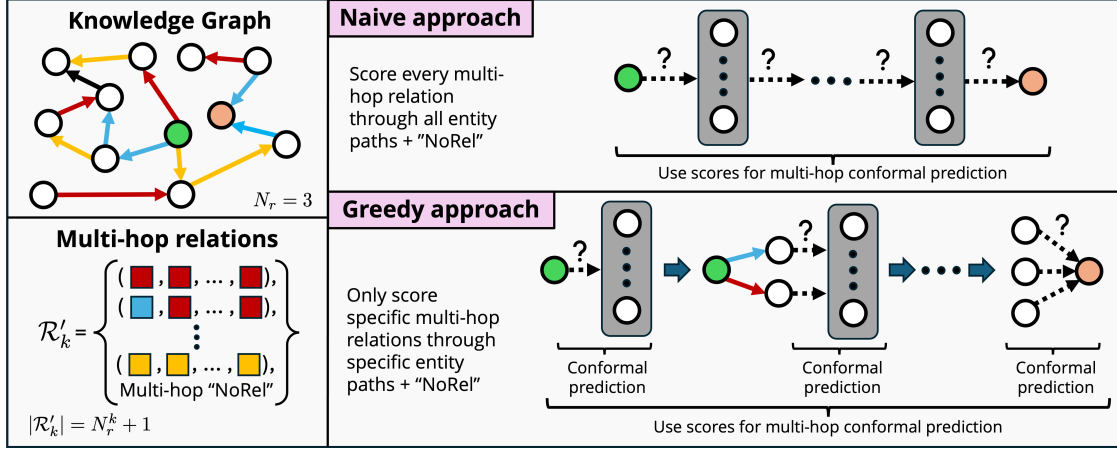 Knowledge Graph
N_r = 3
Multi-hop relations
( , , ... , ),
( , , ... , ),
R'_k =
( , , ... , ),
Multi-hop “NoRel”
|R'_k| = N_r^k + 1
Naive approach
Score every multi-
hop relation
through all entity
paths + ”NoRel”
? ? ? ?
Use scores for multi-hop conformal prediction
Greedy approach
Only score
specific multi-hop
relations through
specific entity
paths + “NoRel”
? ? ?
Conformal
prediction
Conformal
prediction
Conformal
prediction
Use scores for multi-hop conformal prediction